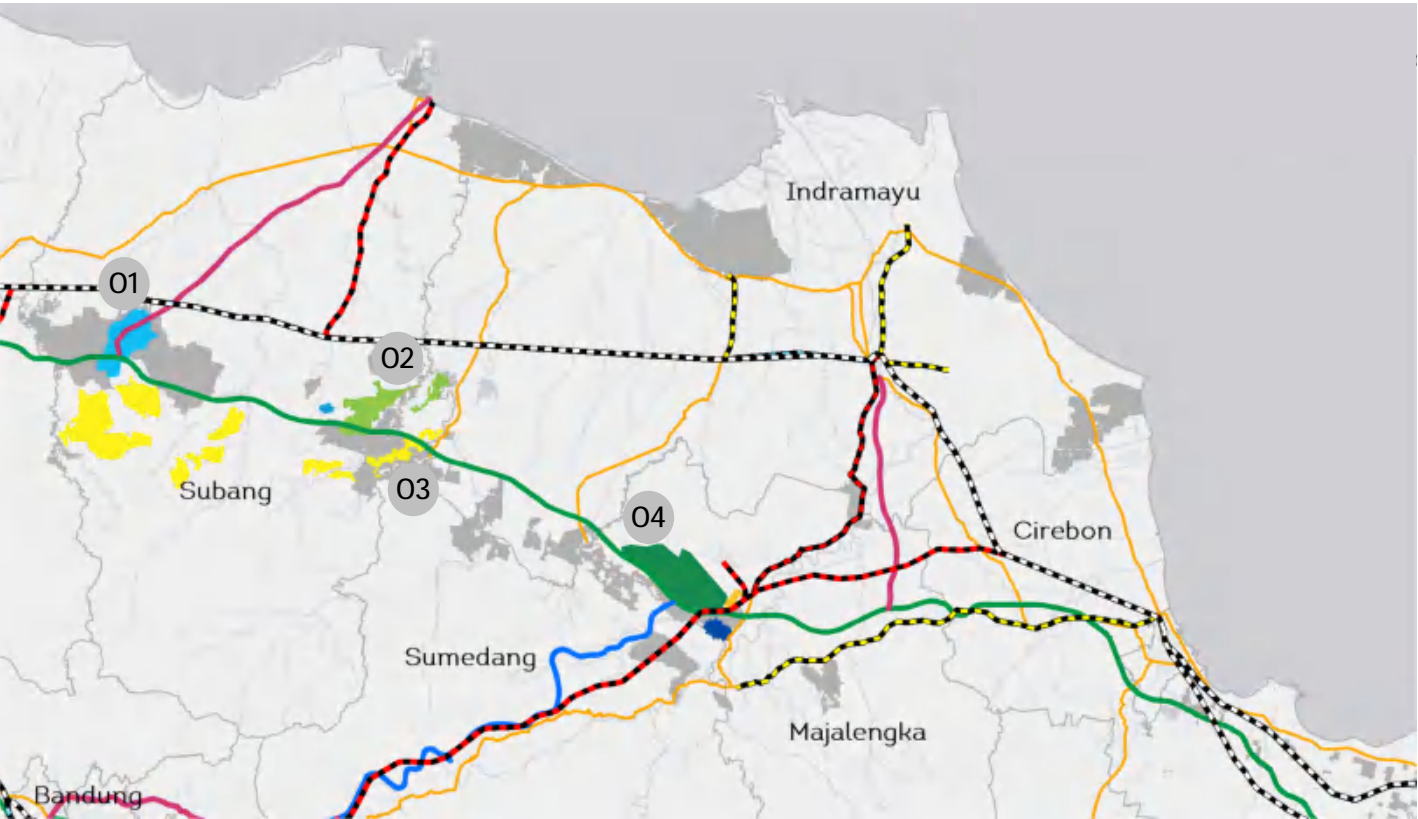 Indramayu
01
02
03
Subang
04
Cirebon
Sumedang
Majalengka
Bandung